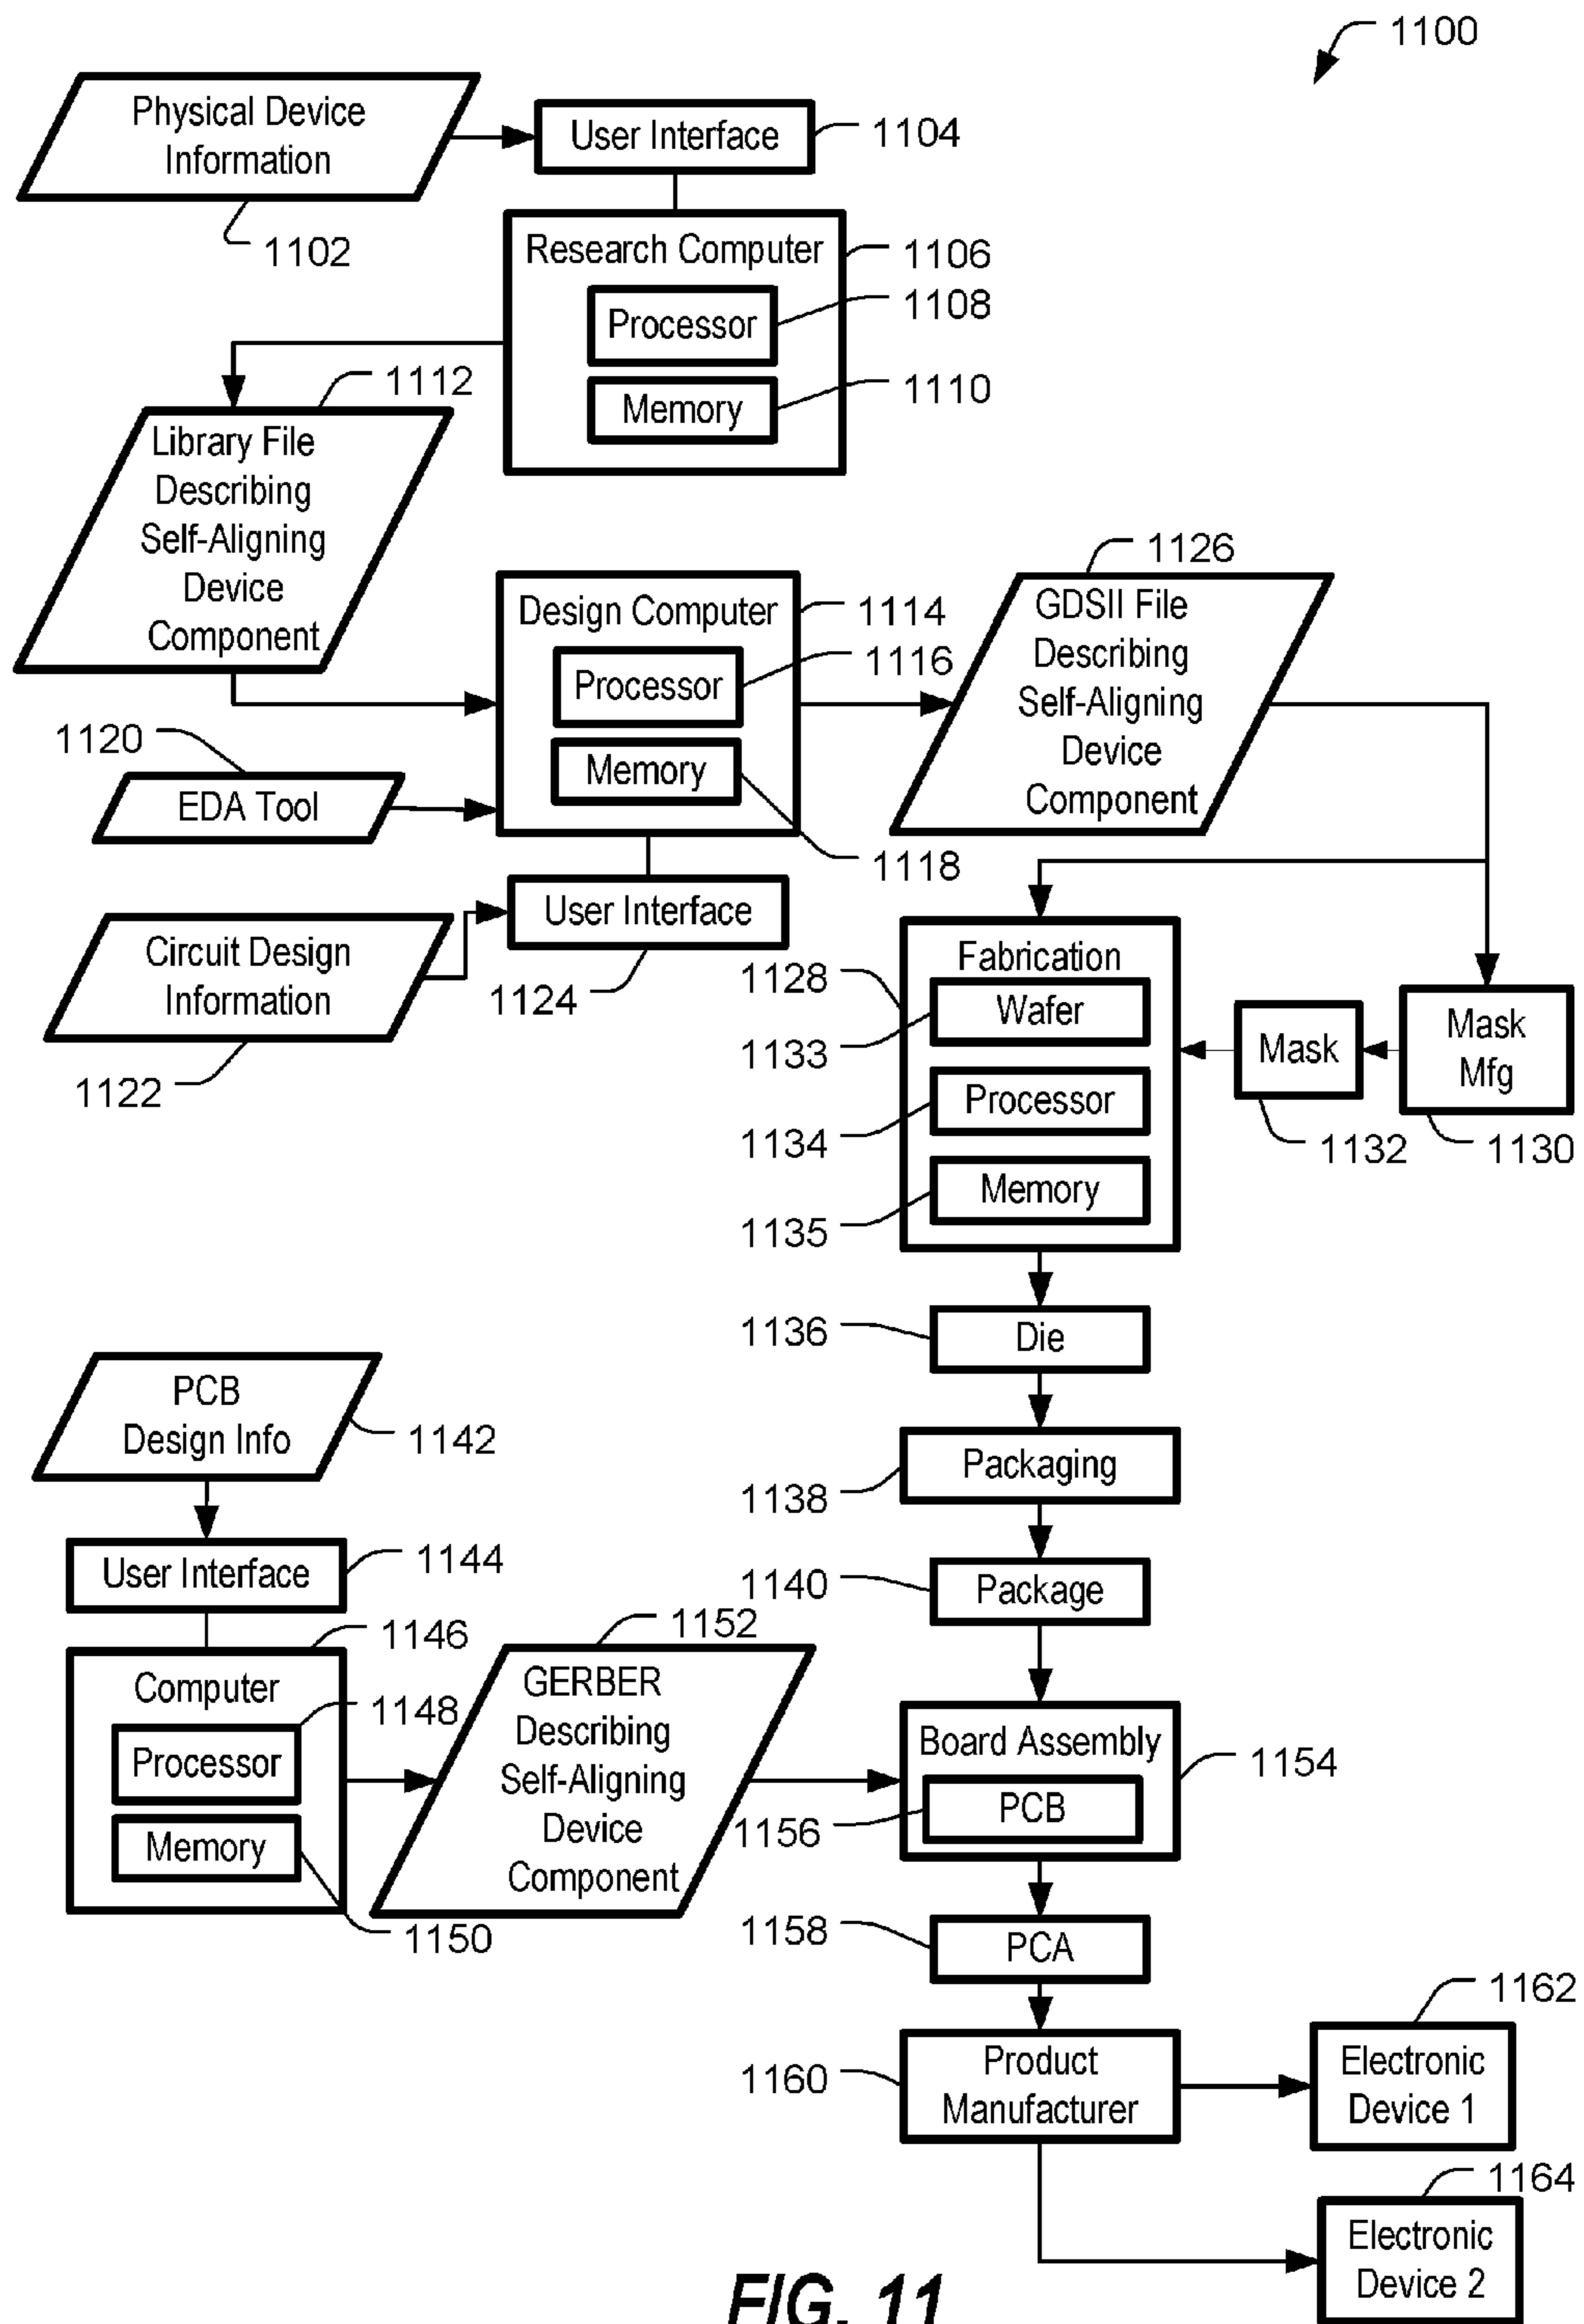 1100
Physical Device
Information
1102
User Interface
1104
Research Computer
1106
Processor
1108
Memory
1110
1112
Library File
Describing
Self-Aligning
Device
Component
Design Computer
1114
Processor
1116
Memory
1118
1120
EDA Tool
Circuit Design
Information
1122
User Interface
1124
1126
GDSII File
Describing
Self-Aligning
Device
Component
Fabrication
1128
Wafer
1133
Processor
1134
Memory
1135
Mask
1132
Mask
Mfg
1130
1136
Die
1138
Packaging
1140
Package
PCB
Design Info
1142
User Interface
1144
1146
Computer
Processor
1148
Memory
1150
1152
GERBER
Describing
Self-Aligning
Device
Component
Board Assembly
1154
PCB
1156
1158
PCA
1160
Product
Manufacturer
1162
Electronic
Device 1
1164
Electronic
Device 2
FIG. 11